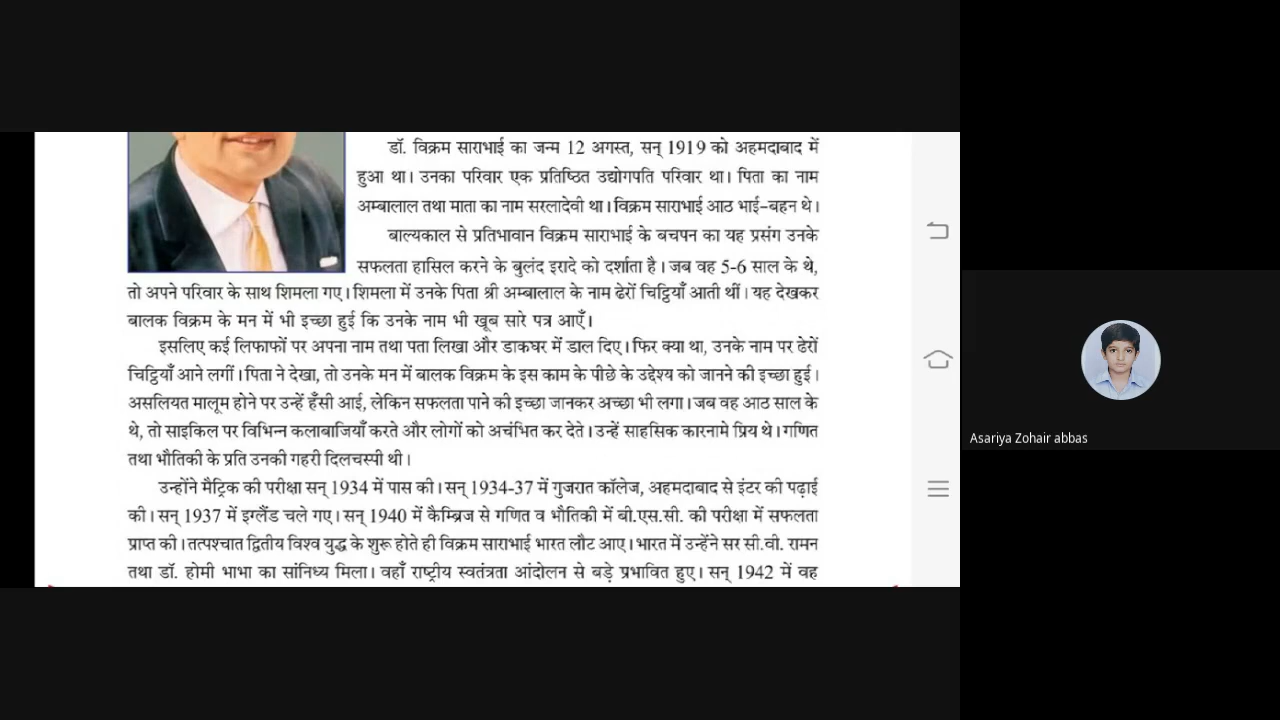 डॉ. विक्रम साराभाई का जन्म 12 अगस्त, सन् 1919 को अहमदाबाद में
हुआ था। उनका परिवार एक प्रतिष्ठित उद्योगपति परिवार था। पिता का नाम
अम्बालाल तथा माता का नाम सरलादेवी था। विक्रम साराभाई आठ भाई-बहन थे।
बाल्यकाल से प्रतिभावान विक्रम साराभाई के बचपन का यह प्रसंग उनके
सफलता हासिल करने के बुलंद इरादे को दर्शाता है। जब वह 5-6 साल के थे,
तो अपने परिवार के साथ शिमला गए। शिमला में उनके पिता श्री अम्बालाल के नाम ढेरों चिट्ठियाँ आती थीं। यह देखकर
बालक विक्रम के मन में भी इच्छा हुई कि उनके नाम भी खूब सारे पत्र आएँ।
इसलिए कई लिफाफों पर अपना नाम तथा पता लिखा और डाकघर में डाल दिए। फिर क्या था, उनके नाम पर ढेरों
चिट्ठियाँ आने लगीं। पिता ने देखा, तो उनके मन में बालक विक्रम के इस काम के पीछे के उद्देश्य को जानने की इच्छा हुई।
असलियत मालूम होने पर उन्हें हँसी आई, लेकिन सफलता पाने की इच्छा जानकर अच्छा भी लगा। जब वह आठ साल के
थे, तो साइकिल पर विभिन्न कलाबाजियाँ करते और लोगों को अचंभित कर देते। उन्हें साहसिक कारनामे प्रिय थे। गणित
तथा भौतिकी के प्रति उनकी गहरी दिलचस्पी थी।
उन्होंने मैट्रिक की परीक्षा सन् 1934 में पास की। सन् 1934-37 में गुजरात कॉलेज, अहमदाबाद से इंटर की पढ़ाई
की। सन् 1937 में इंग्लैंड चले गए। सन् 1940 में कैम्ब्रिज से गणित व भौतिकी में बी.एस.सी. की परीक्षा में सफलता
प्राप्त की। तत्पश्चात द्वितीय विश्व युद्ध के शुरू होते ही विक्रम साराभाई भारत लौट आए। भारत में उन्होंने सर सी.वी. रामन
तथा डॉ. होमी भाभा का सांनिध्य मिला। वहाँ राष्ट्रीय स्वतंत्रता आंदोलन से बड़े प्रभावित हुए। सन् 1942 में वह
Asariya Zohair abbas